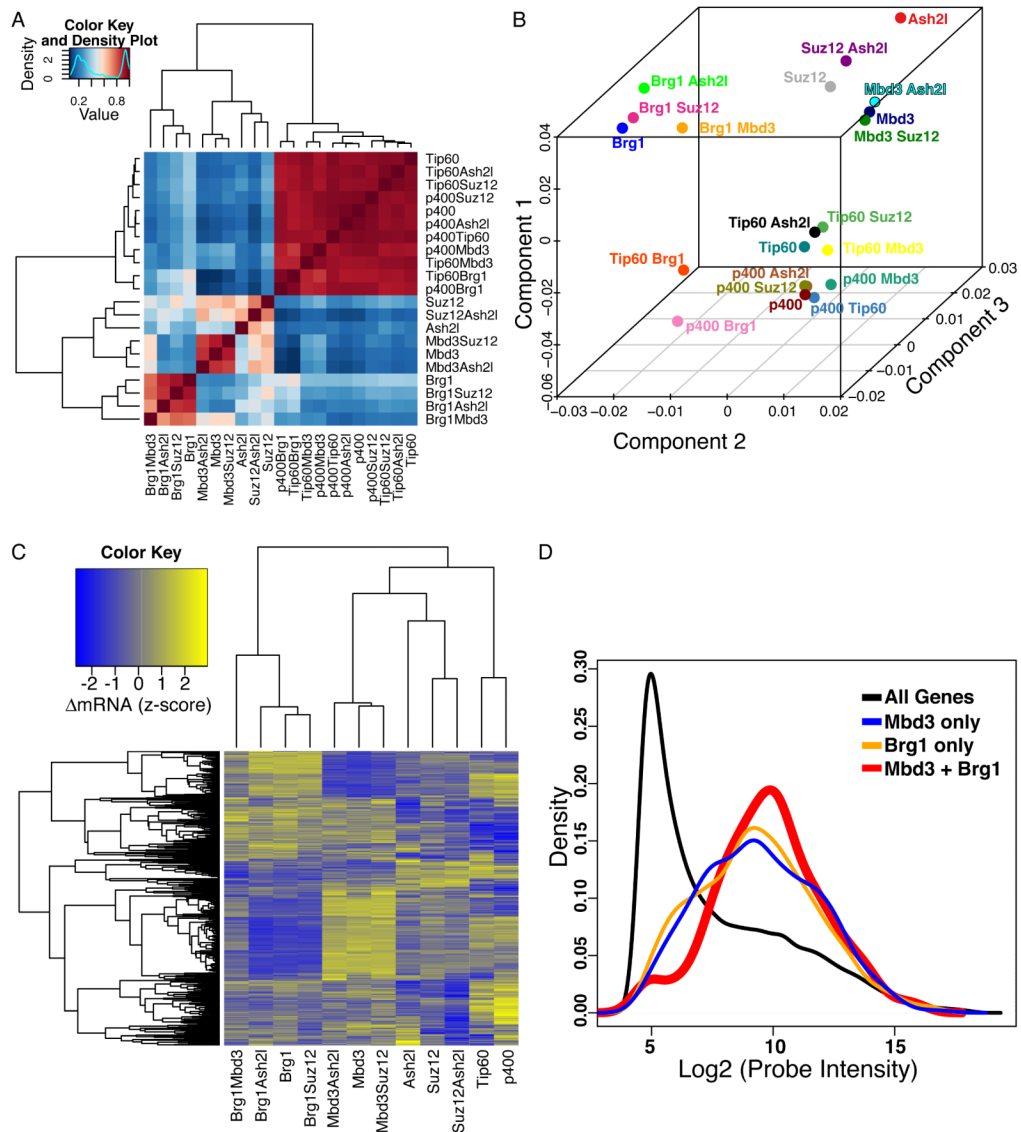 A
Color Key
and Density Plot
Density
0 2
0.2 0.8
Value
Tip60
Tip60Ash2l
Tip60Suz12
p400Suz12
p400
p400Ash2l
p400Tip60
p400Mbd3
Tip60Mbd3
Tip60Brg1
p400Brg1
Suz12
Suz12Ash2l
Ash2l
Mbd3Suz12
Mbd3
Mbd3Ash2l
Brg1
Brg1Suz12
Brg1Ash2l
Brg1Mbd3
Brg1Mbd3
Brg1Ash2l
Brg1Suz12
Brg1
Mbd3Ash2l
Mbd3
Mbd3Suz12
Ash2l
Suz12Ash2l
Suz12
p400Brg1
Tip60Brg1
Tip60Mbd3
p400Mbd3
p400Tip60
p400Ash2l
p400
p400Suz12
Tip60Suz12
Tip60Ash2l
Tip60
B
Ash2l
Suz12 Ash2l
Suz12
Brg1 Ash2l
Mbd3 Ash2l
Brg1 Suz12
Mbd3
Brg1 Mbd3
Mbd3 Suz12
Brg1
Tip60 Suz12
Tip60 Ash2l
Tip60
Tip60 Mbd3
Tip60 Brg1
p400 Ash2l
p400 Mbd3
p400 Suz12
p400
p400 Tip60
p400 Brg1
Component 1
0.04
0.02
0
−0.02
−0.04
−0.06
−0.03 −0.02 −0.01 0 0.01 0.02
Component 2
−0.02
−0.01
0
0.01
0.02
0.03
Component 3
C
Color Key
-2 -1 0 1 2
ΔmRNA (z-score)
Brg1Mbd3
Brg1Ash2l
Brg1
Brg1Suz12
Mbd3Ash2l
Mbd3
Mbd3Suz12
Ash2l
Suz12
Suz12Ash2l
Tip60
p400
D
All Genes
Mbd3 only
Brg1 only
Mbd3 + Brg1
Density
0.30
0.25
0.20
0.15
0.10
0.05
0.00
5 10 15
Log2 (Probe Intensity)